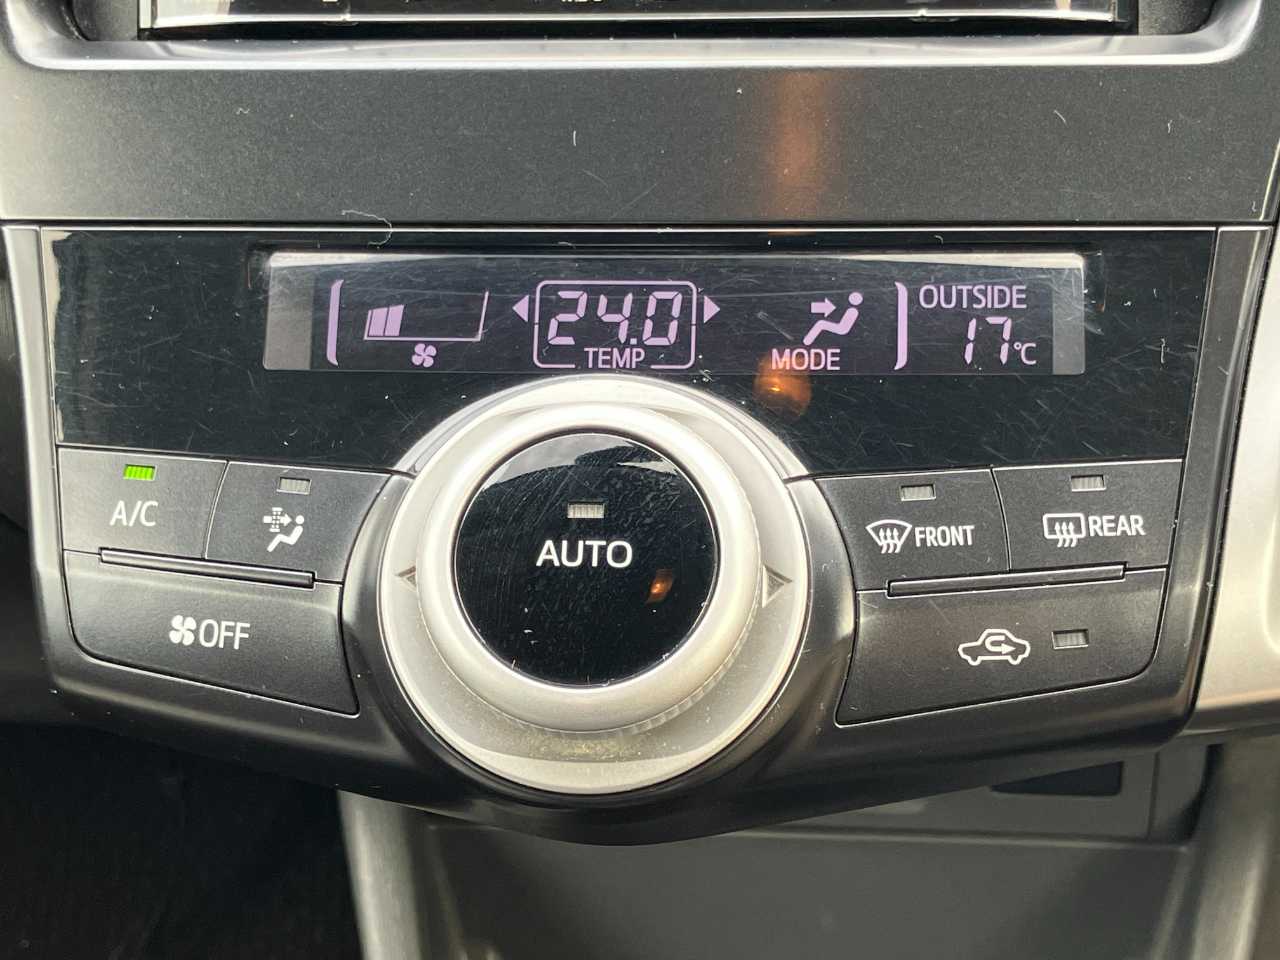 24.0
TEMP
MODE
OUTSIDE
17°C
A/C
AUTO
FRONT
REAR
OFF